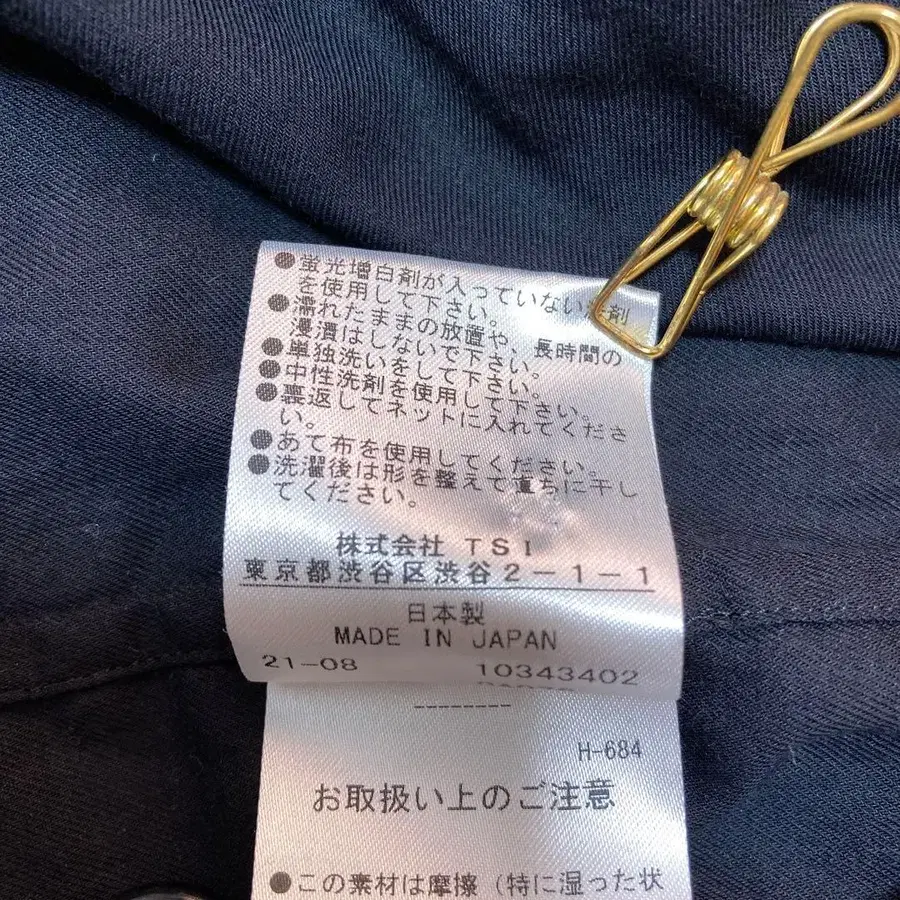 ●蛍光増白剤が入っていない洗剤
を使用して下さい。
●濡れたままの放置や、長時間の
浸漬はしないで下さい。
●単独洗いをして下さい。
●中性洗剤を使用して下さい。
●裏返してネットに入れてくださ
い。
●あて布を使用してください。
●洗濯後は形を整えて直ちに干し
てください。
株式会社 TSI
東京都渋谷区渋谷2-1-1
日本製
MADE IN JAPAN
21-08 10343402
--------
H-684
お取扱い上のご注意
●この素材は摩擦(特に湿った状